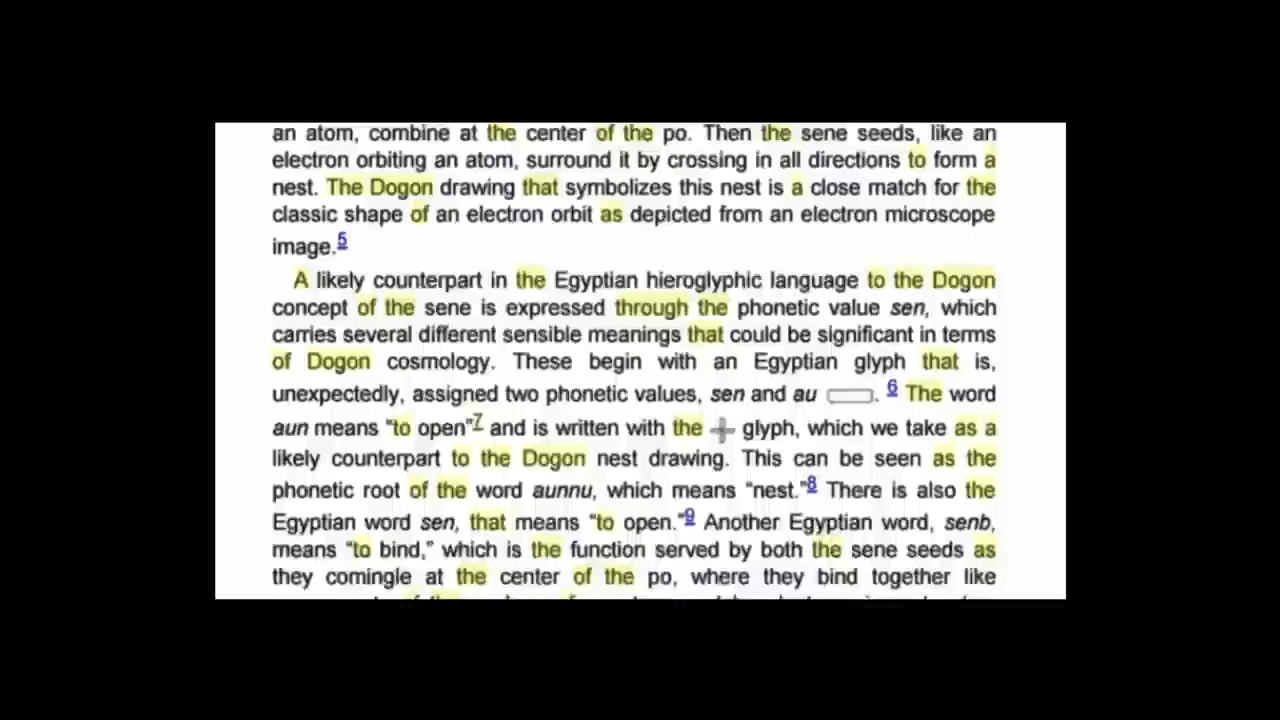 an atom, combine at the center of the po. Then the sene seeds, like an
electron orbiting an atom, surround it by crossing in all directions to form a
nest. The Dogon drawing that symbolizes this nest is a close match for the
classic shape of an electron orbit as depicted from an electron microscope
image.5
A likely counterpart in the Egyptian hieroglyphic language to the Dogon
concept of the sene is expressed through the phonetic value sen, which
carries several different sensible meanings that could be significant in terms
of Dogon cosmology. These begin with an Egyptian glyph that is,
unexpectedly, assigned two phonetic values, sen and au . 6 The word
aun means “to open”7 and is written with the glyph, which we take as a
likely counterpart to the Dogon nest drawing. This can be seen as the
phonetic root of the word aunnu, which means “nest.”8 There is also the
Egyptian word sen, that means “to open.”9 Another Egyptian word, senb,
means “to bind,” which is the function served by both the sene seeds as
they comingle at the center of the po, where they bind together like